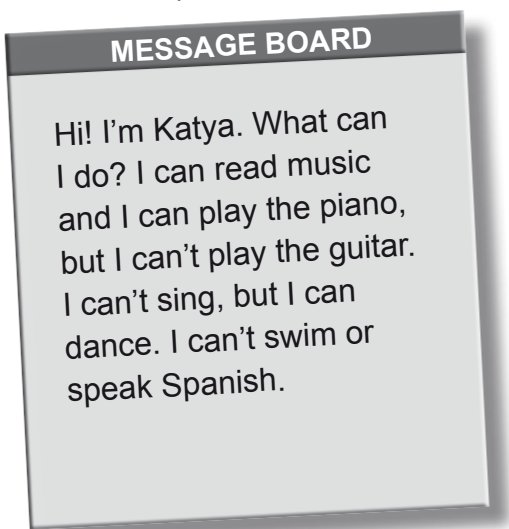 MESSAGE BOARD
Hi! I'm Katya. What can
I do? I can read music
and I can play the piano,
but I can't play the guitar.
I can't sing, but I can
dance. I can't swim or
speak Spanish.